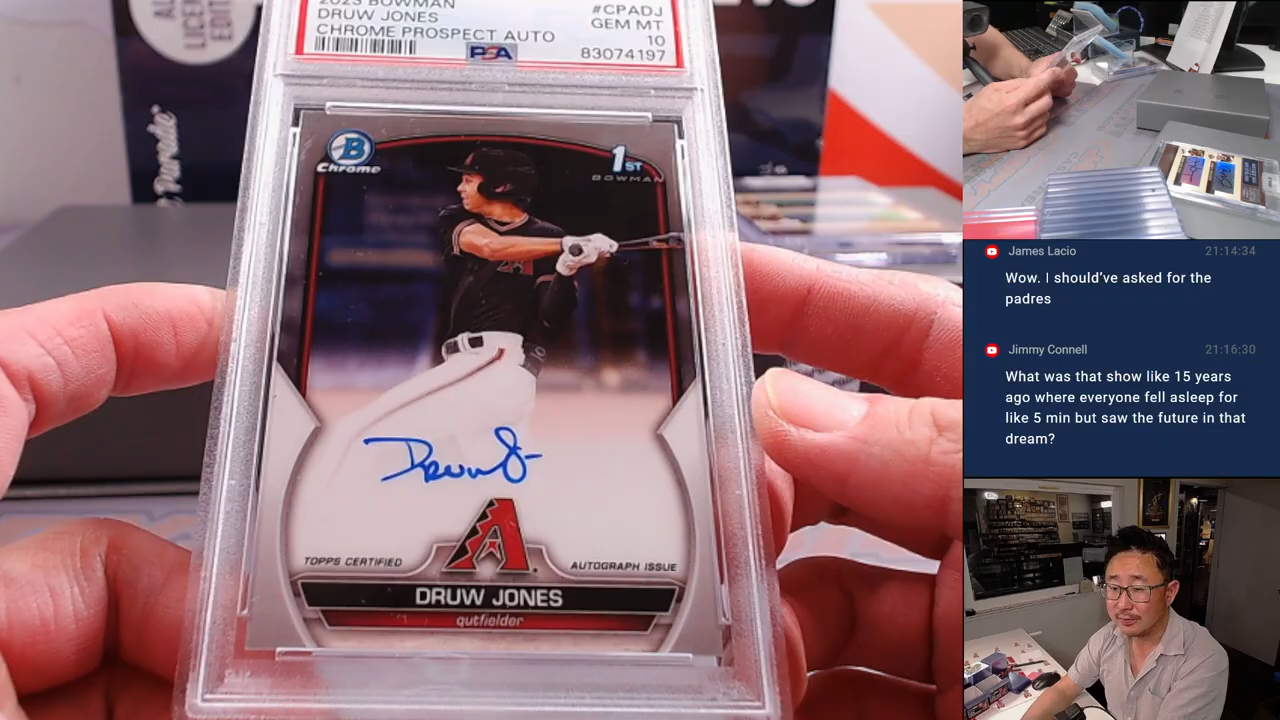 2023 BOWMAN
DRUW JONES
CHROME PROSPECT AUTO
#CPADJ
GEM MT
10
83074197
PSA
B
Chrome
1ST
BOWMAN
Druw J
A
TOPPS CERTIFIED
AUTOGRAPH ISSUE
DRUW JONES
outfielder
James Lacio
21:14:34
Wow. I should've asked for the
padres
Jimmy Connell
21:16:30
What was that show like 15 years
ago where everyone fell asleep for
like 5 min but saw the future in that
dream?